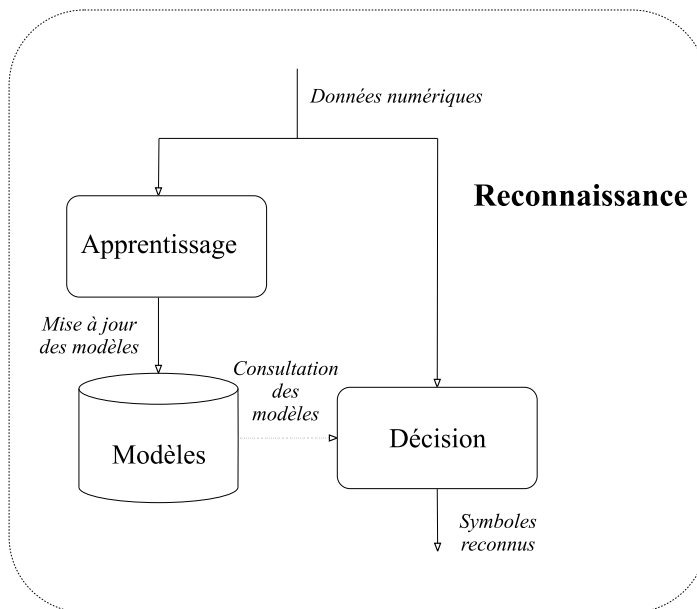 Données numériques
Reconnaissance
Apprentissage
Mise à jour
des modèles
Consultation
des
modèles
Modèles
Décision
Symboles
reconnus